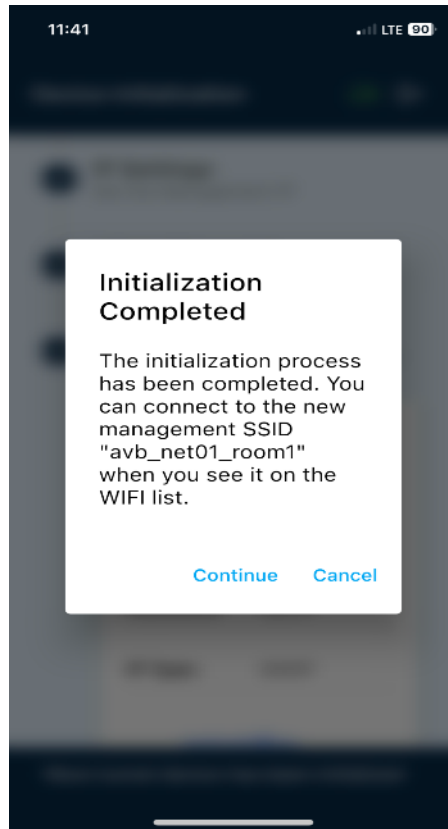 11:41
LTE 90
Initialization
Completed
The initialization process
has been completed. You
can connect to the new
management SSID
"avb_net01_room1"
when you see it on the
WIFI list.
Continue Cancel